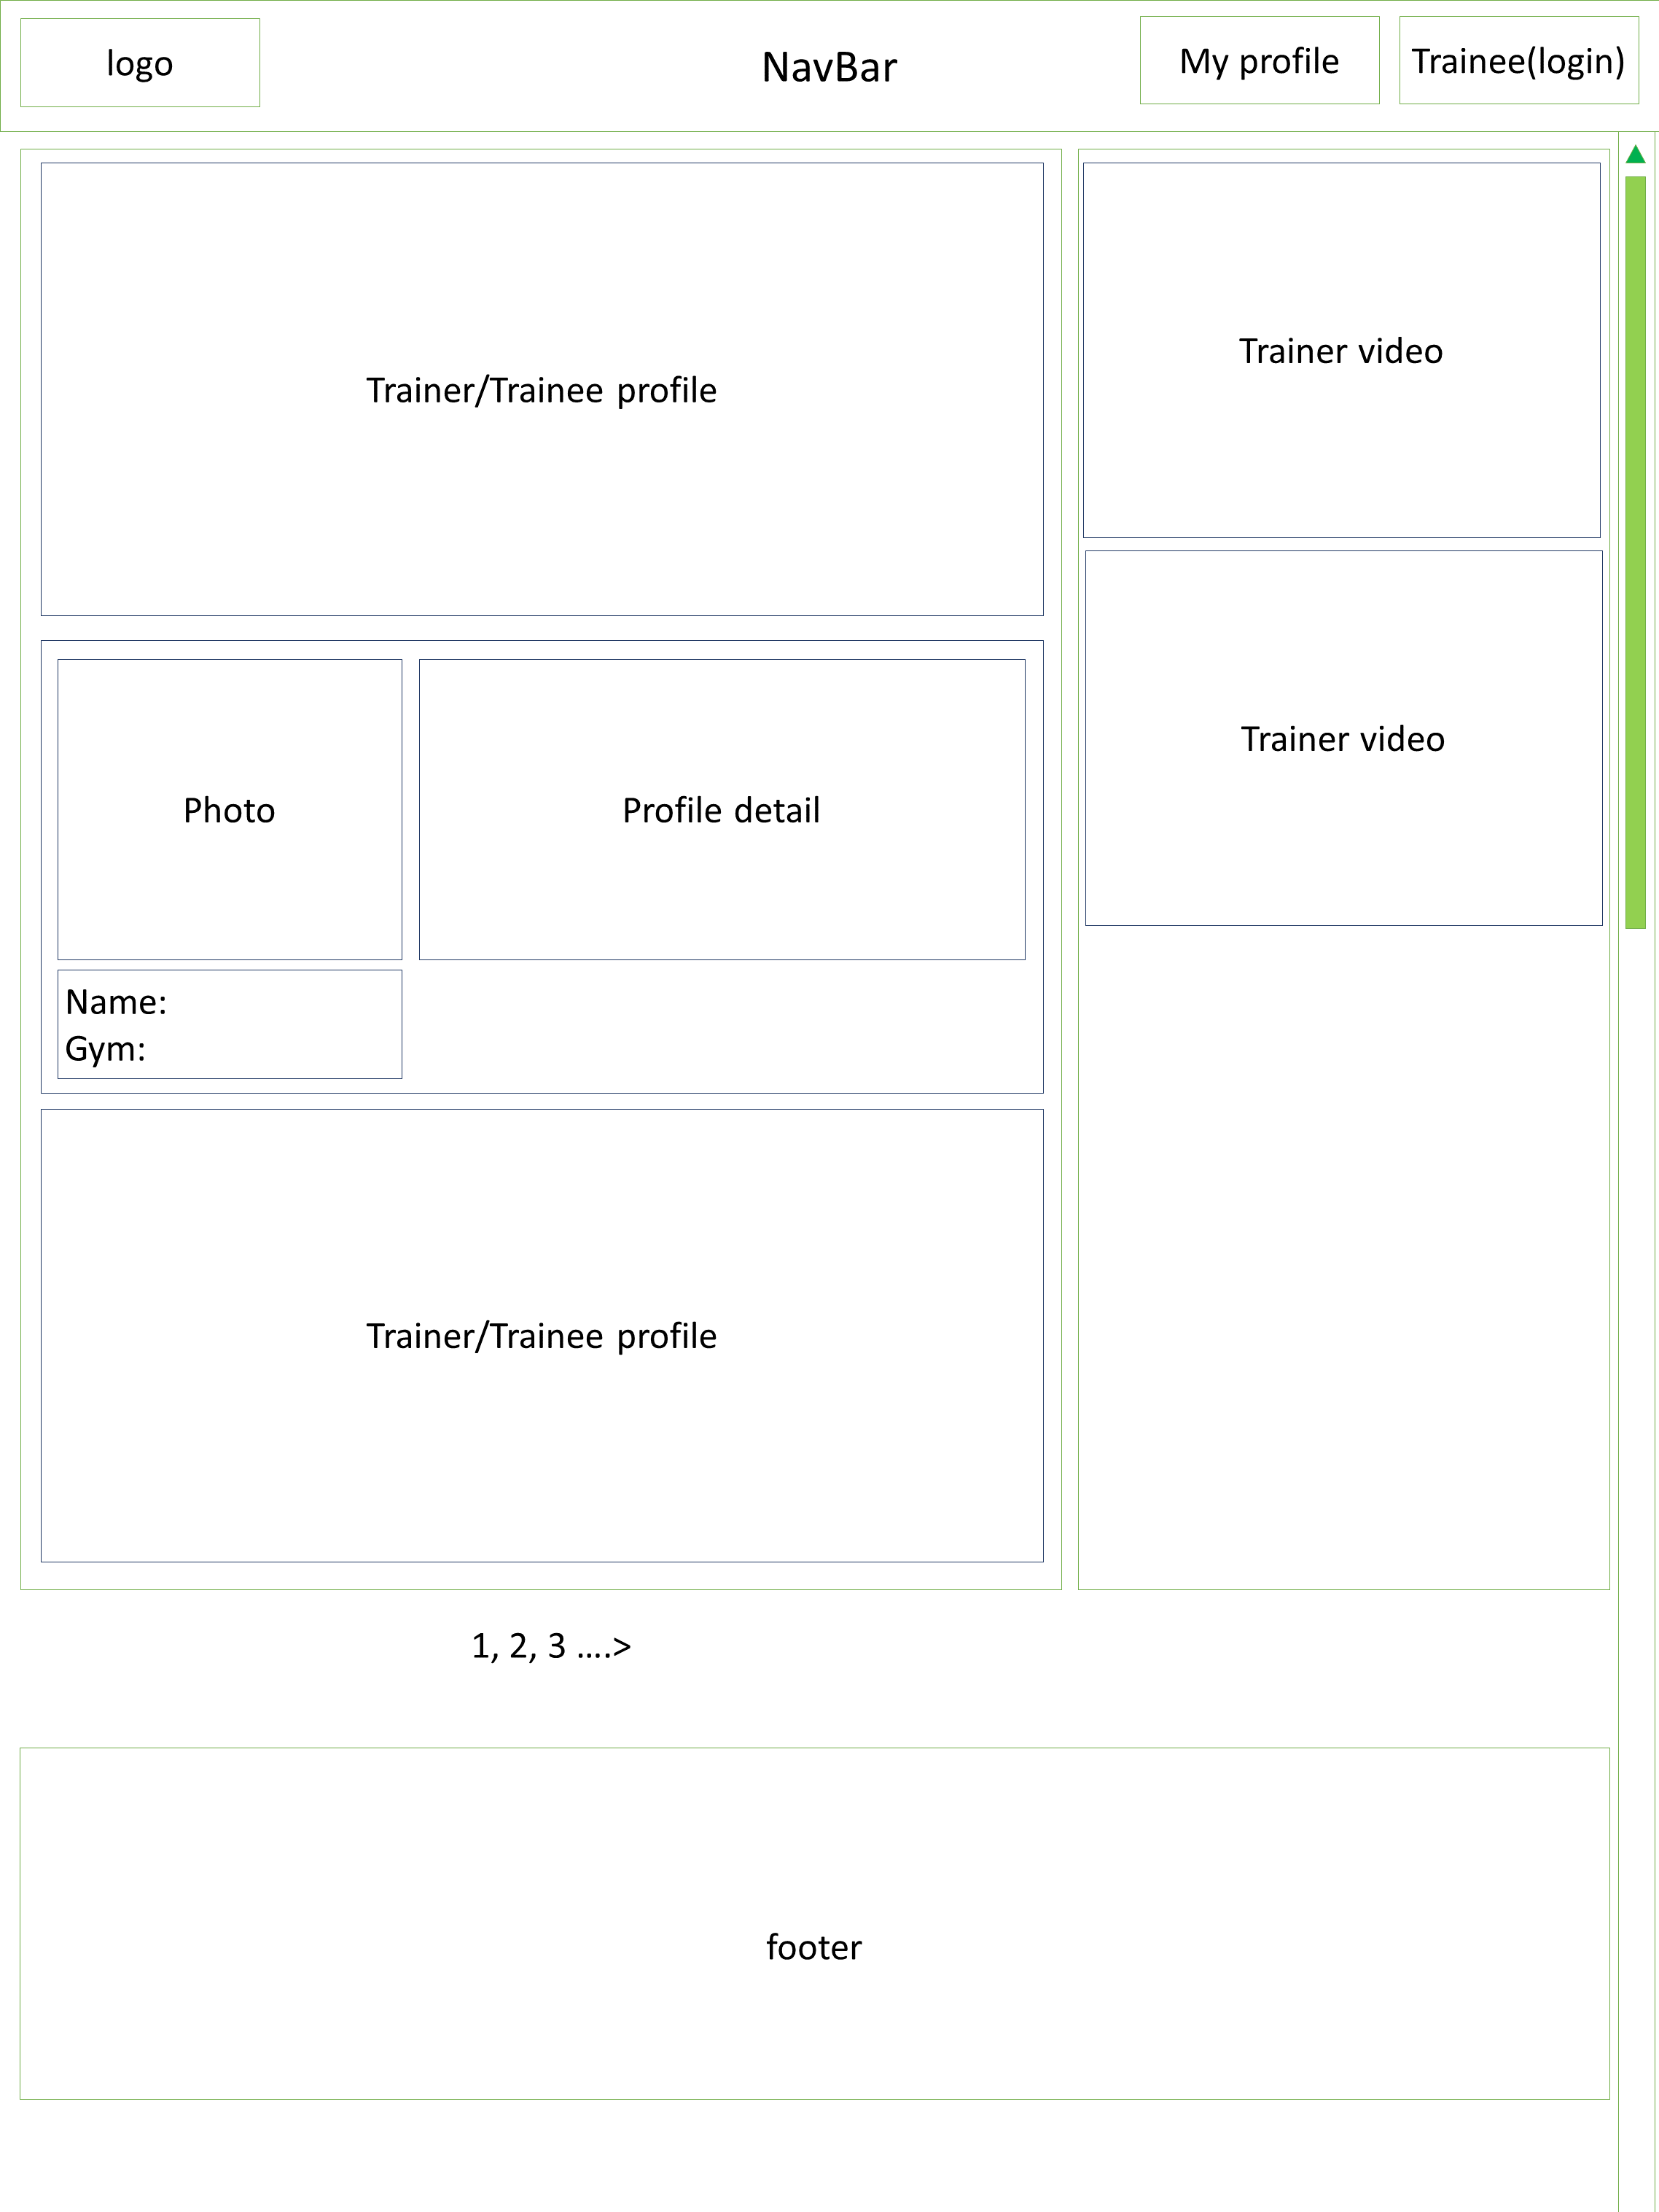 logo
NavBar
My profile
Trainee(login)
Trainer/Trainee profile
Trainer video
Trainer video
Photo
Profile detail
Name:
Gym:
Trainer/Trainee profile
1, 2, 3 ....>
footer